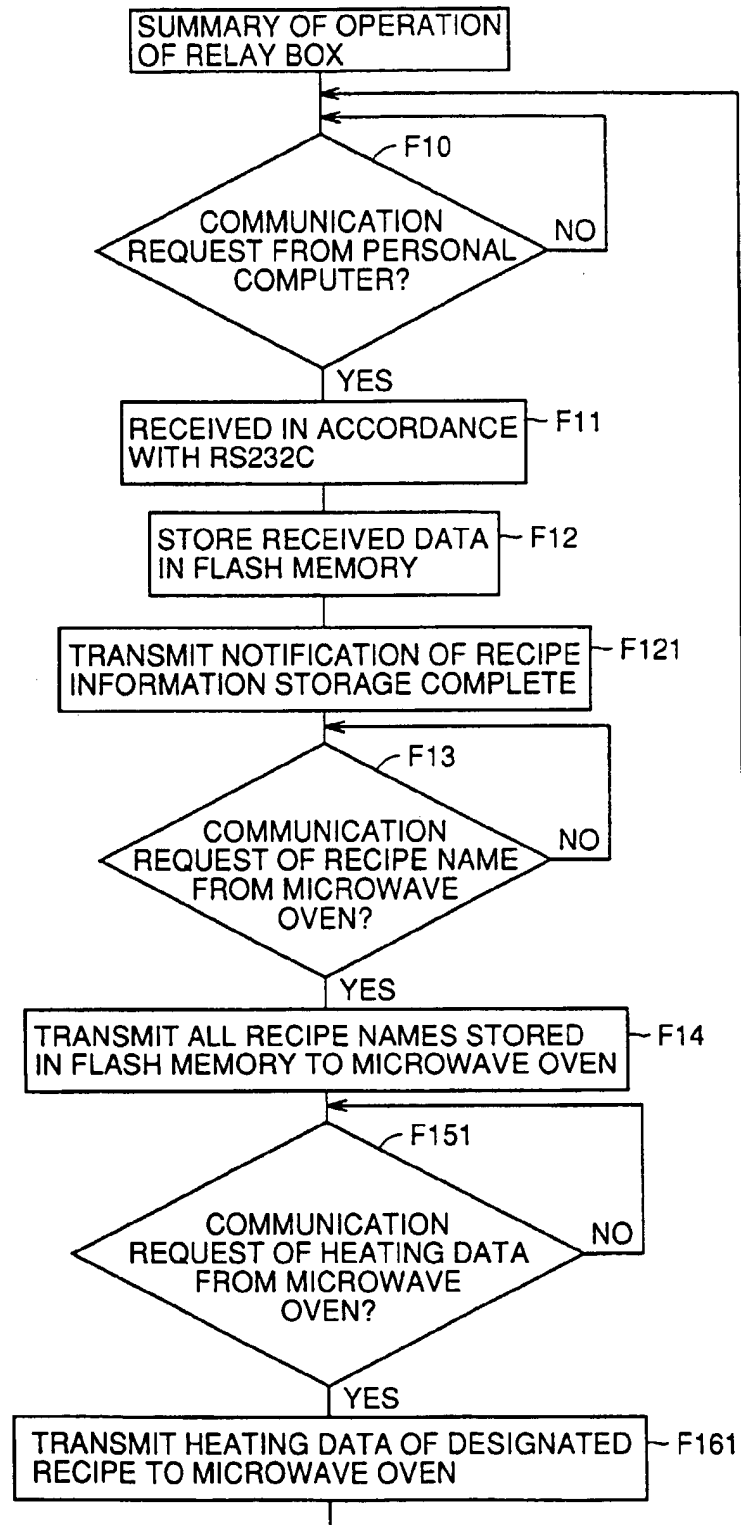 SUMMARY OF OPERATION
OF RELAY BOX
F10
COMMUNICATION
REQUEST FROM PERSONAL
COMPUTER?
NO
YES
RECEIVED IN ACCORDANCE
WITH RS232C
F11
STORE RECEIVED DATA
IN FLASH MEMORY
F12
TRANSMIT NOTIFICATION OF RECIPE
INFORMATION STORAGE COMPLETE
F121
F13
COMMUNICATION
REQUEST OF RECIPE NAME
FROM MICROWAVE
OVEN?
NO
YES
TRANSMIT ALL RECIPE NAMES STORED
IN FLASH MEMORY TO MICROWAVE OVEN
F14
F151
COMMUNICATION
REQUEST OF HEATING DATA
FROM MICROWAVE
OVEN?
NO
YES
TRANSMIT HEATING DATA OF DESIGNATED
RECIPE TO MICROWAVE OVEN
F161